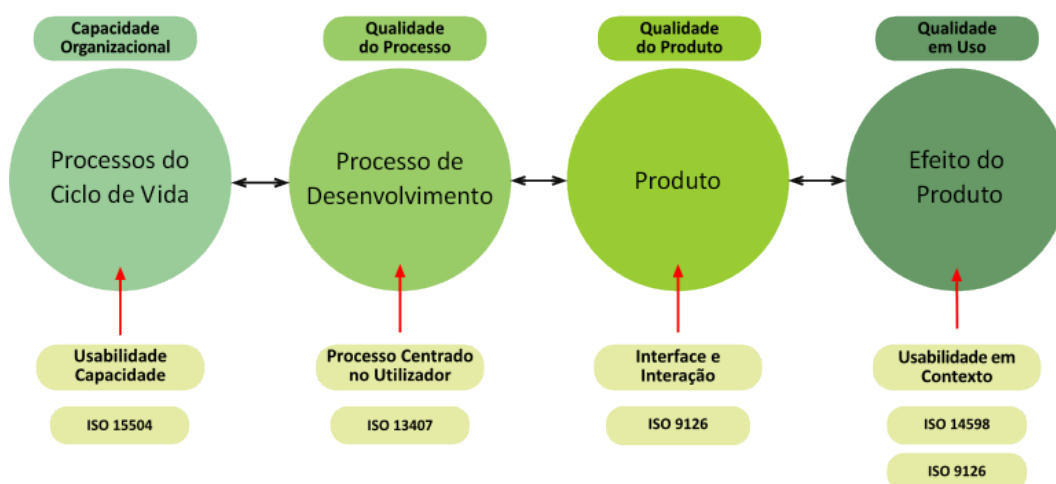 Capacidade
Organizacional
Qualidade
do Processo
Qualidade
do Produto
Qualidade
em Uso
Processos do
Ciclo de Vida
Processo de
Desenvolvimento
Produto
Efeito do
Produto
Usabilidade
Capacidade
Processo Centrado
no Utilizador
Interface e
Interação
Usabilidade em
Contexto
ISO 15504
ISO 13407
ISO 9126
ISO 14598
ISO 9126